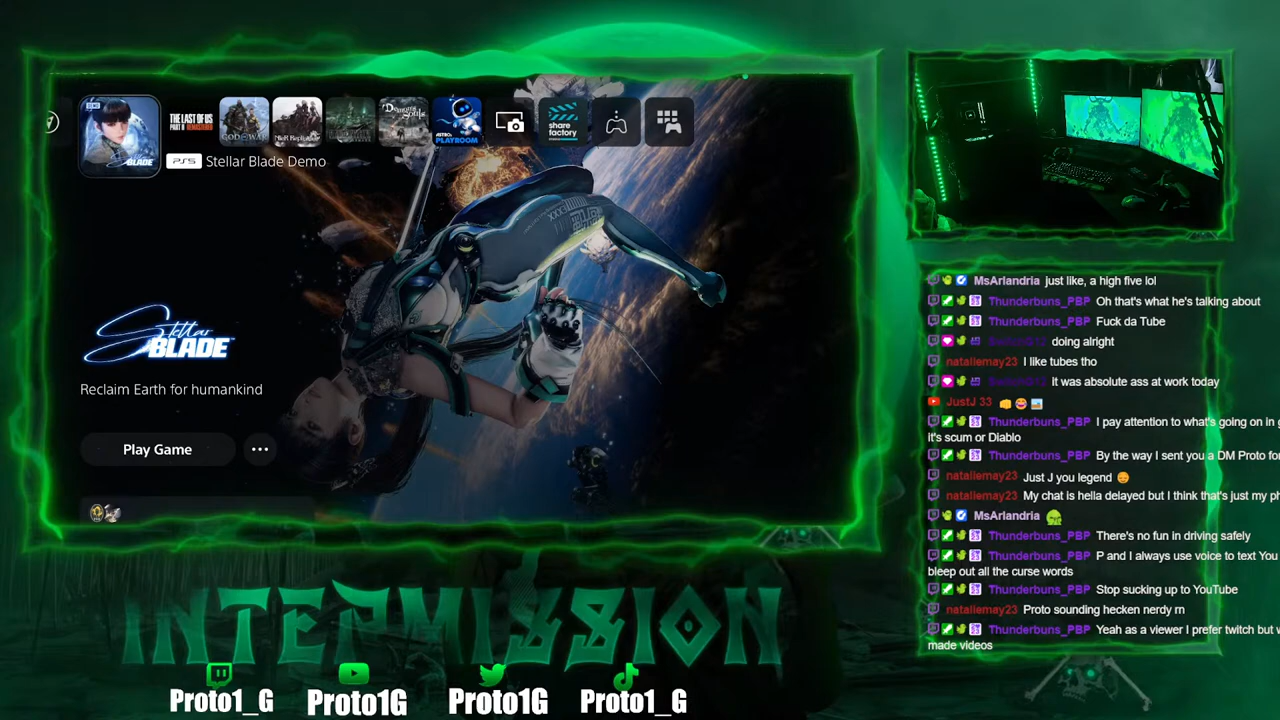 DEMO
Stellar BLADE
THE LAST OF US
PART II REMASTERED
GOD OF WAR
NieR Replicant
Demon's Souls
ASTRO's
PLAYROOM
share
factory
PS5 Stellar Blade Demo
Stellar BLADE
Reclaim Earth for humankind
Play Game
INTERMISSION
Proto1_G
Proto1G
Proto1G
Proto1_G
MsArlandria just like, a high five lol
Thunderbuns_PBP Oh that's what he's talking about
Thunderbuns_PBP Fuck da Tube
doing alright
nataliemay23 I like tubes tho
It was absolute ass at work today
JustJ 33
Thunderbuns_PBP I pay attention to what's going on in
it's scum or Diablo
Thunderbuns_PBP By the way I sent you a DM Proto
nataliemay23 Just J you legend
nataliemay23 My chat is hella delayed but I think that's just my
MsArlandria
Thunderbuns_PBP There's no fun in driving safely
Thunderbuns_PBP P and I always use voice to text You
bleep out all the curse words
Thunderbuns_PBP Stop sucking up to YouTube
nataliemay23 Proto sounding hecken nerdy rn
Thunderbuns_PBP Yeah as a viewer I prefer twitch but
made videos